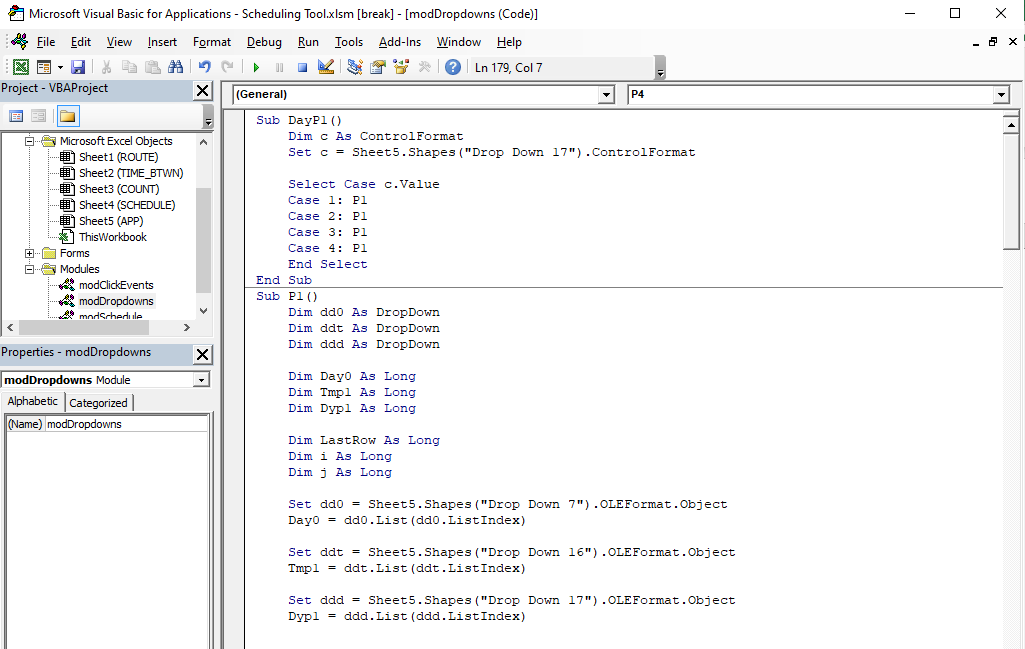 Microsoft Visual Basic for Applications - Scheduling Tool.xlsm [break] - [modDropdowns (Code)]
File Edit View Insert Format Debug Run Tools Add-Ins Window Help
Ln 179, Col 7
Project - VBAProject
Microsoft Excel Objects
Sheet1 (ROUTE)
Sheet2 (TIME_BTWN)
Sheet3 (COUNT)
Sheet4 (SCHEDULE)
Sheet5 (APP)
ThisWorkbook
Forms
Modules
modClickEvents
modDropdowns
modSchedule
Properties - modDropdowns
modDropdowns Module
Alphabetic Categorized
(Name) modDropdowns
(General) P4
Sub DayP1()
    Dim c As ControlFormat
    Set c = Sheet5.Shapes("Drop Down 17").ControlFormat

    Select Case c.Value
    Case 1: P1
    Case 2: P1
    Case 3: P1
    Case 4: P1
    End Select
End Sub
Sub P1()
    Dim dd0 As DropDown
    Dim ddt As DropDown
    Dim ddd As DropDown

    Dim Day0 As Long
    Dim Tmp1 As Long
    Dim Dyp1 As Long

    Dim LastRow As Long
    Dim i As Long
    Dim j As Long

    Set dd0 = Sheet5.Shapes("Drop Down 7").OLEFormat.Object
    Day0 = dd0.List(dd0.ListIndex)

    Set ddt = Sheet5.Shapes("Drop Down 16").OLEFormat.Object
    Tmp1 = ddt.List(ddt.ListIndex)

    Set ddd = Sheet5.Shapes("Drop Down 17").OLEFormat.Object
    Dyp1 = ddd.List(ddd.ListIndex)